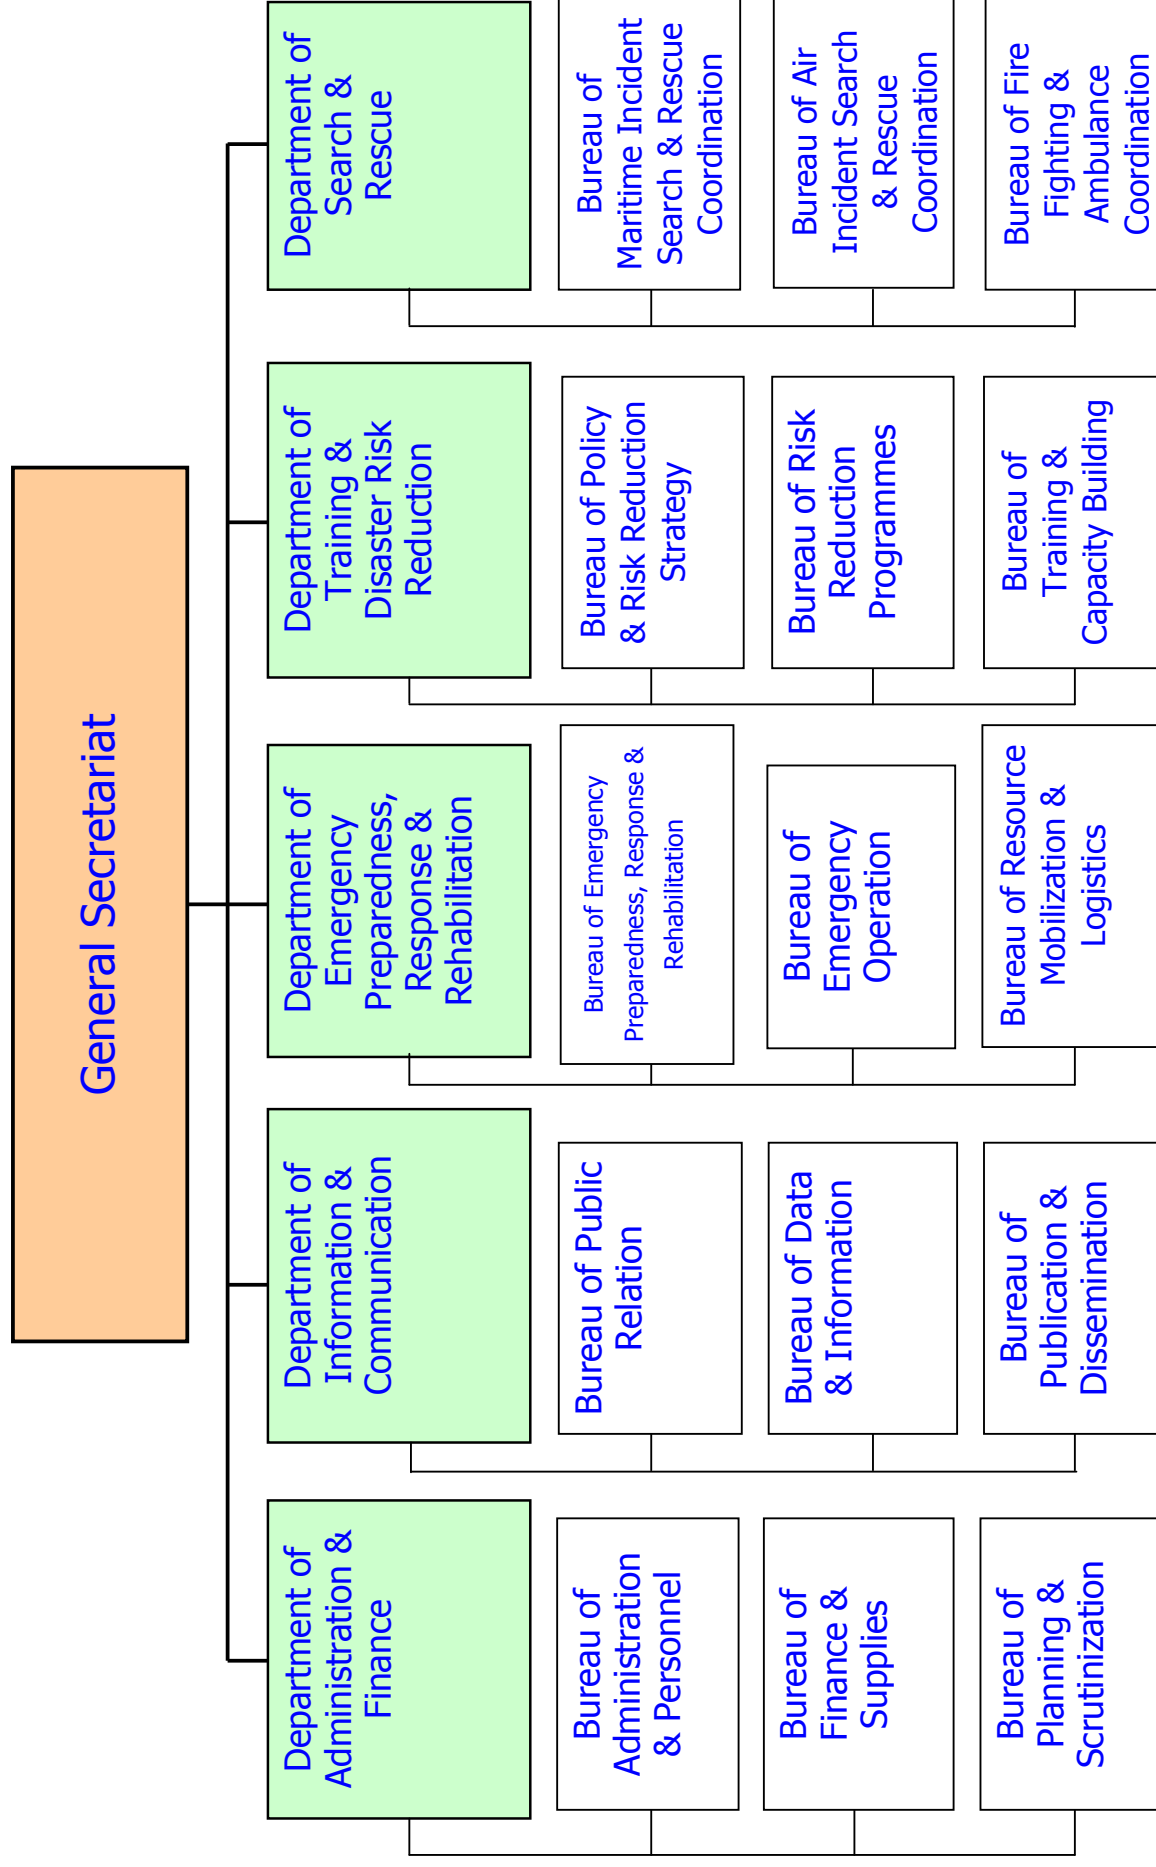 General Secretariat
Department of
Administration &
Finance
Department of
Information &
Communication
Department of
Emergency
Preparedness,
Response &
Rehabilitation
Department of
Training &
Disaster Risk
Reduction
Department of
Search &
Rescue
Bureau of
Administration
& Personnel
Bureau of Public
Relation
Bureau of Emergency
Preparedness, Response &
Rehabilitation
Bureau of Policy
& Risk Reduction
Strategy
Bureau of
Maritime Incident
Search & Rescue
Coordination
Bureau of
Finance &
Supplies
Bureau of Data
& Information
Bureau of
Emergency
Operation
Bureau of Risk
Reduction
Programmes
Bureau of Air
Incident Search
& Rescue
Coordination
Bureau of
Planning &
Scrutinization
Bureau of
Publication &
Dissemination
Bureau of Resource
Mobilization &
Logistics
Bureau of
Training &
Capacity Building
Bureau of Fire
Fighting &
Ambulance
Coordination